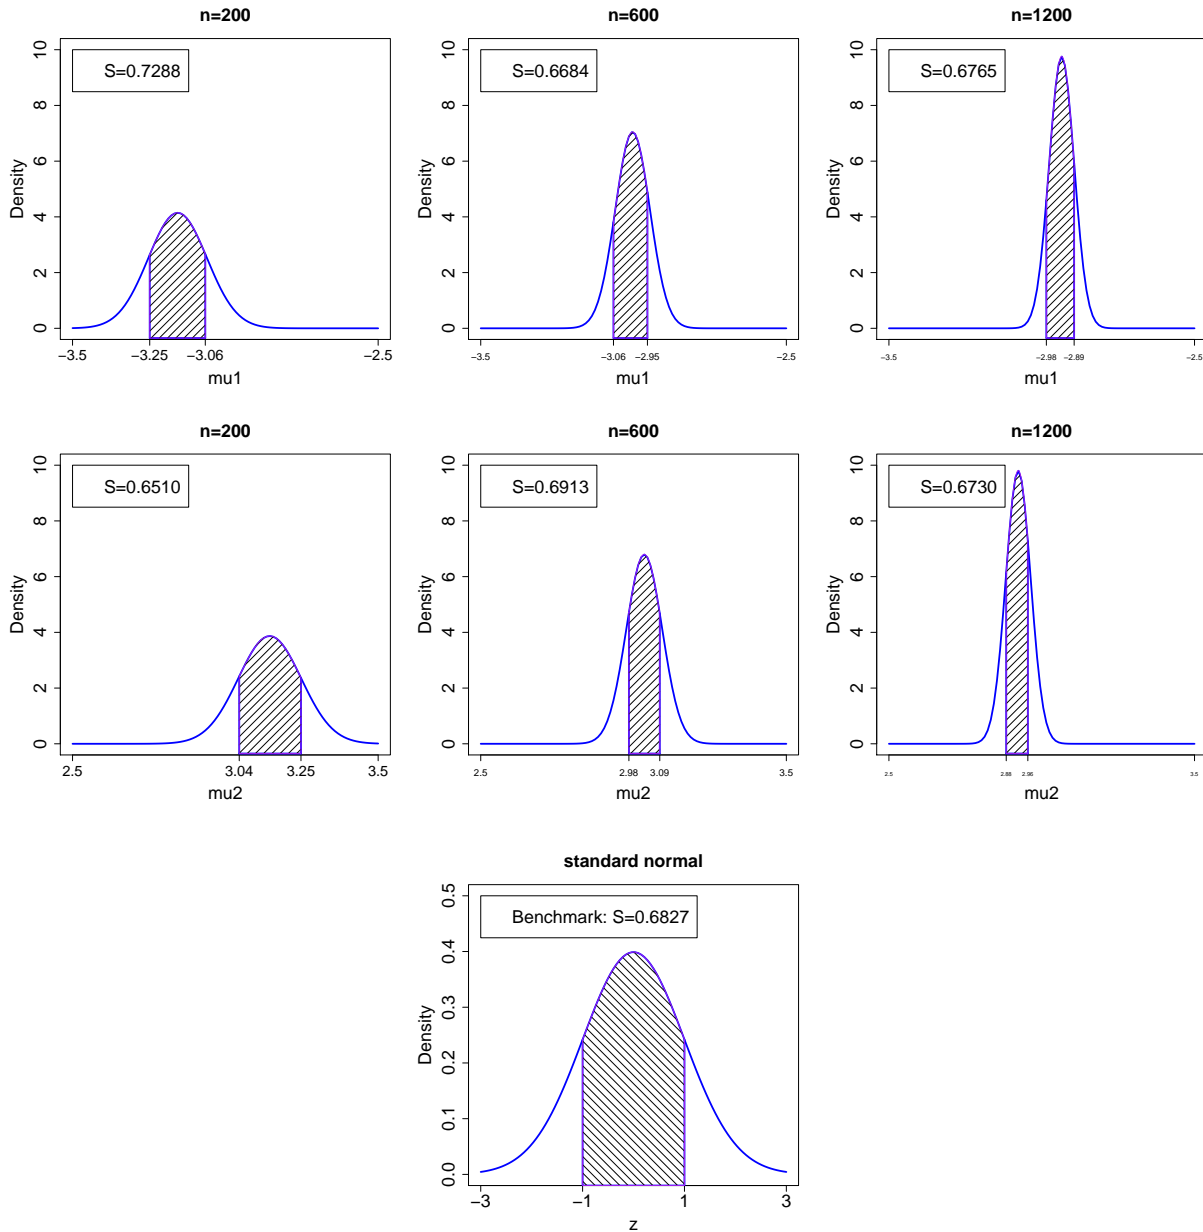 n=200
S=0.7288
Density
0 2 4 6 8 10
−3.5 −3.25 −3.06 −2.5
mu1
n=600
S=0.6684
Density
0 2 4 6 8 10
−3.5 −3.06 −2.95 −2.5
mu1
n=1200
S=0.6765
Density
0 2 4 6 8 10
−3.5 −2.98 −2.89 −2.5
mu1
n=200
S=0.6510
Density
0 2 4 6 8 10
2.5 3.04 3.25 3.5
mu2
n=600
S=0.6913
Density
0 2 4 6 8 10
2.5 2.98 3.09 3.5
mu2
n=1200
S=0.6730
Density
0 2 4 6 8 10
2.5 2.88 2.96 3.5
mu2
standard normal
Benchmark: S=0.6827
Density
0.0 0.1 0.2 0.3 0.4 0.5
−3 −1 1 3
z